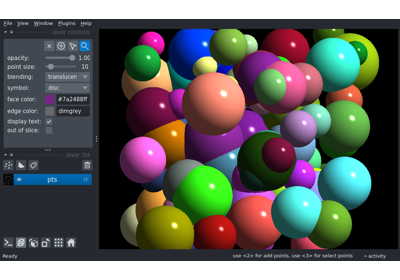 File View Window Plugins Help
layer controls
opacity: 1.00
point size: 10
blending: translucen
symbol: disc
face color: #7a2488ff
edge color: dimgrey
display text:
out of slice:
layer list
pts
Ready use <2> for add points, use <3> for select points activity